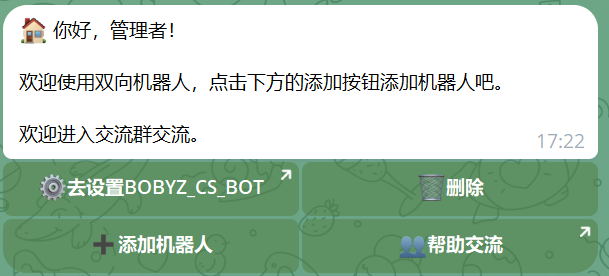 你好，管理者！
欢迎使用双向机器人，点击下方的添加按钮添加机器人吧。
欢迎进入交流群交流。
17:22
去设置BOBYZ_CS_BOT
删除
添加机器人
帮助交流